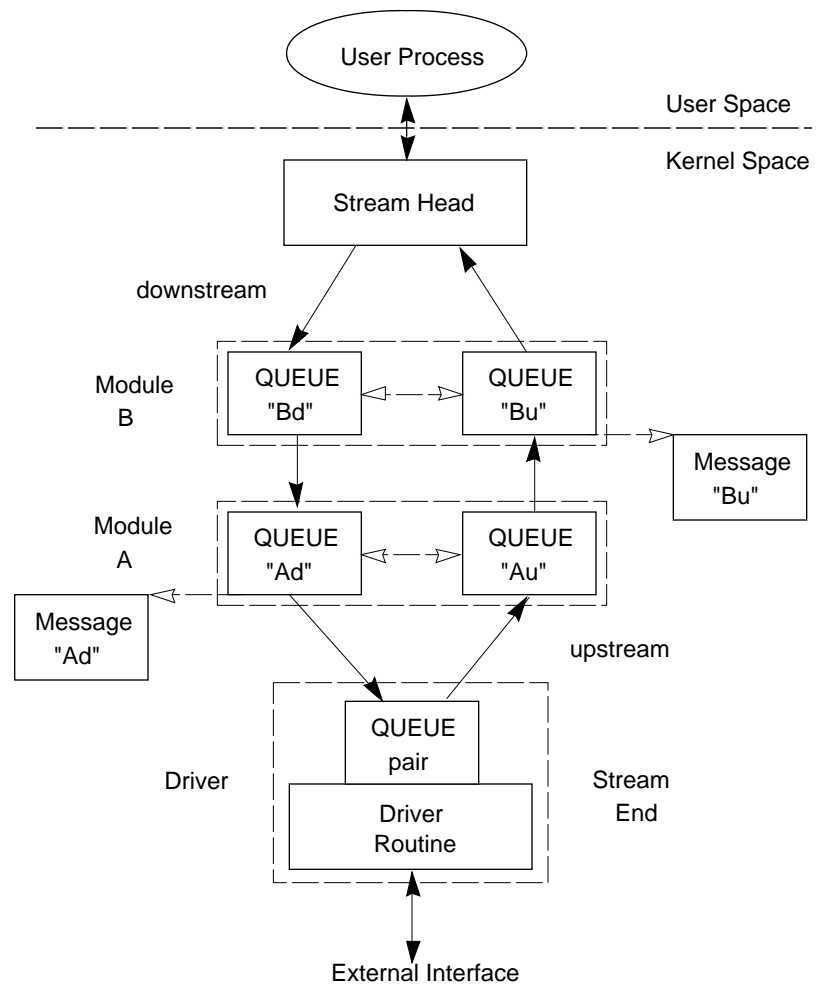 User Process
User Space
Kernel Space
Stream Head
downstream
Module
B
QUEUE
"Bd"
QUEUE
"Bu"
Message
"Bu"
Module
A
QUEUE
"Ad"
QUEUE
"Au"
Message
"Ad"
upstream
QUEUE
pair
Driver
Driver
Routine
Stream
End
External Interface